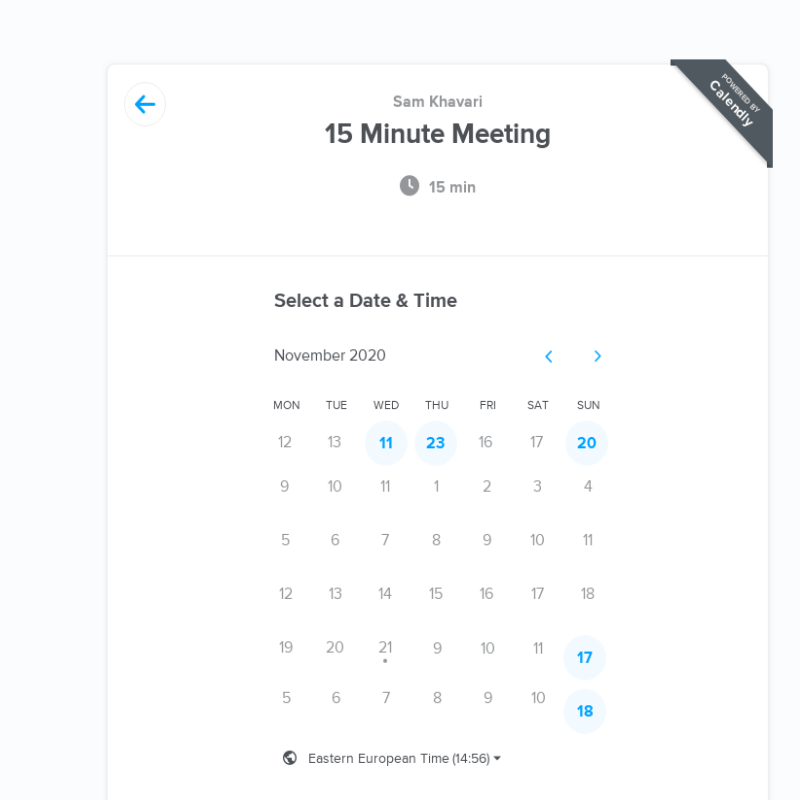 POWERED BY
Calendly
Sam Khavari
15 Minute Meeting
15 min
Select a Date & Time
November 2020
MON TUE WED THU FRI SAT SUN
12 13 11 23 16 17 20
9 10 11 1 2 3 4
5 6 7 8 9 10 11
12 13 14 15 16 17 18
19 20 21 9 10 11 17
5 6 7 8 9 10 18
Eastern European Time (14:56)